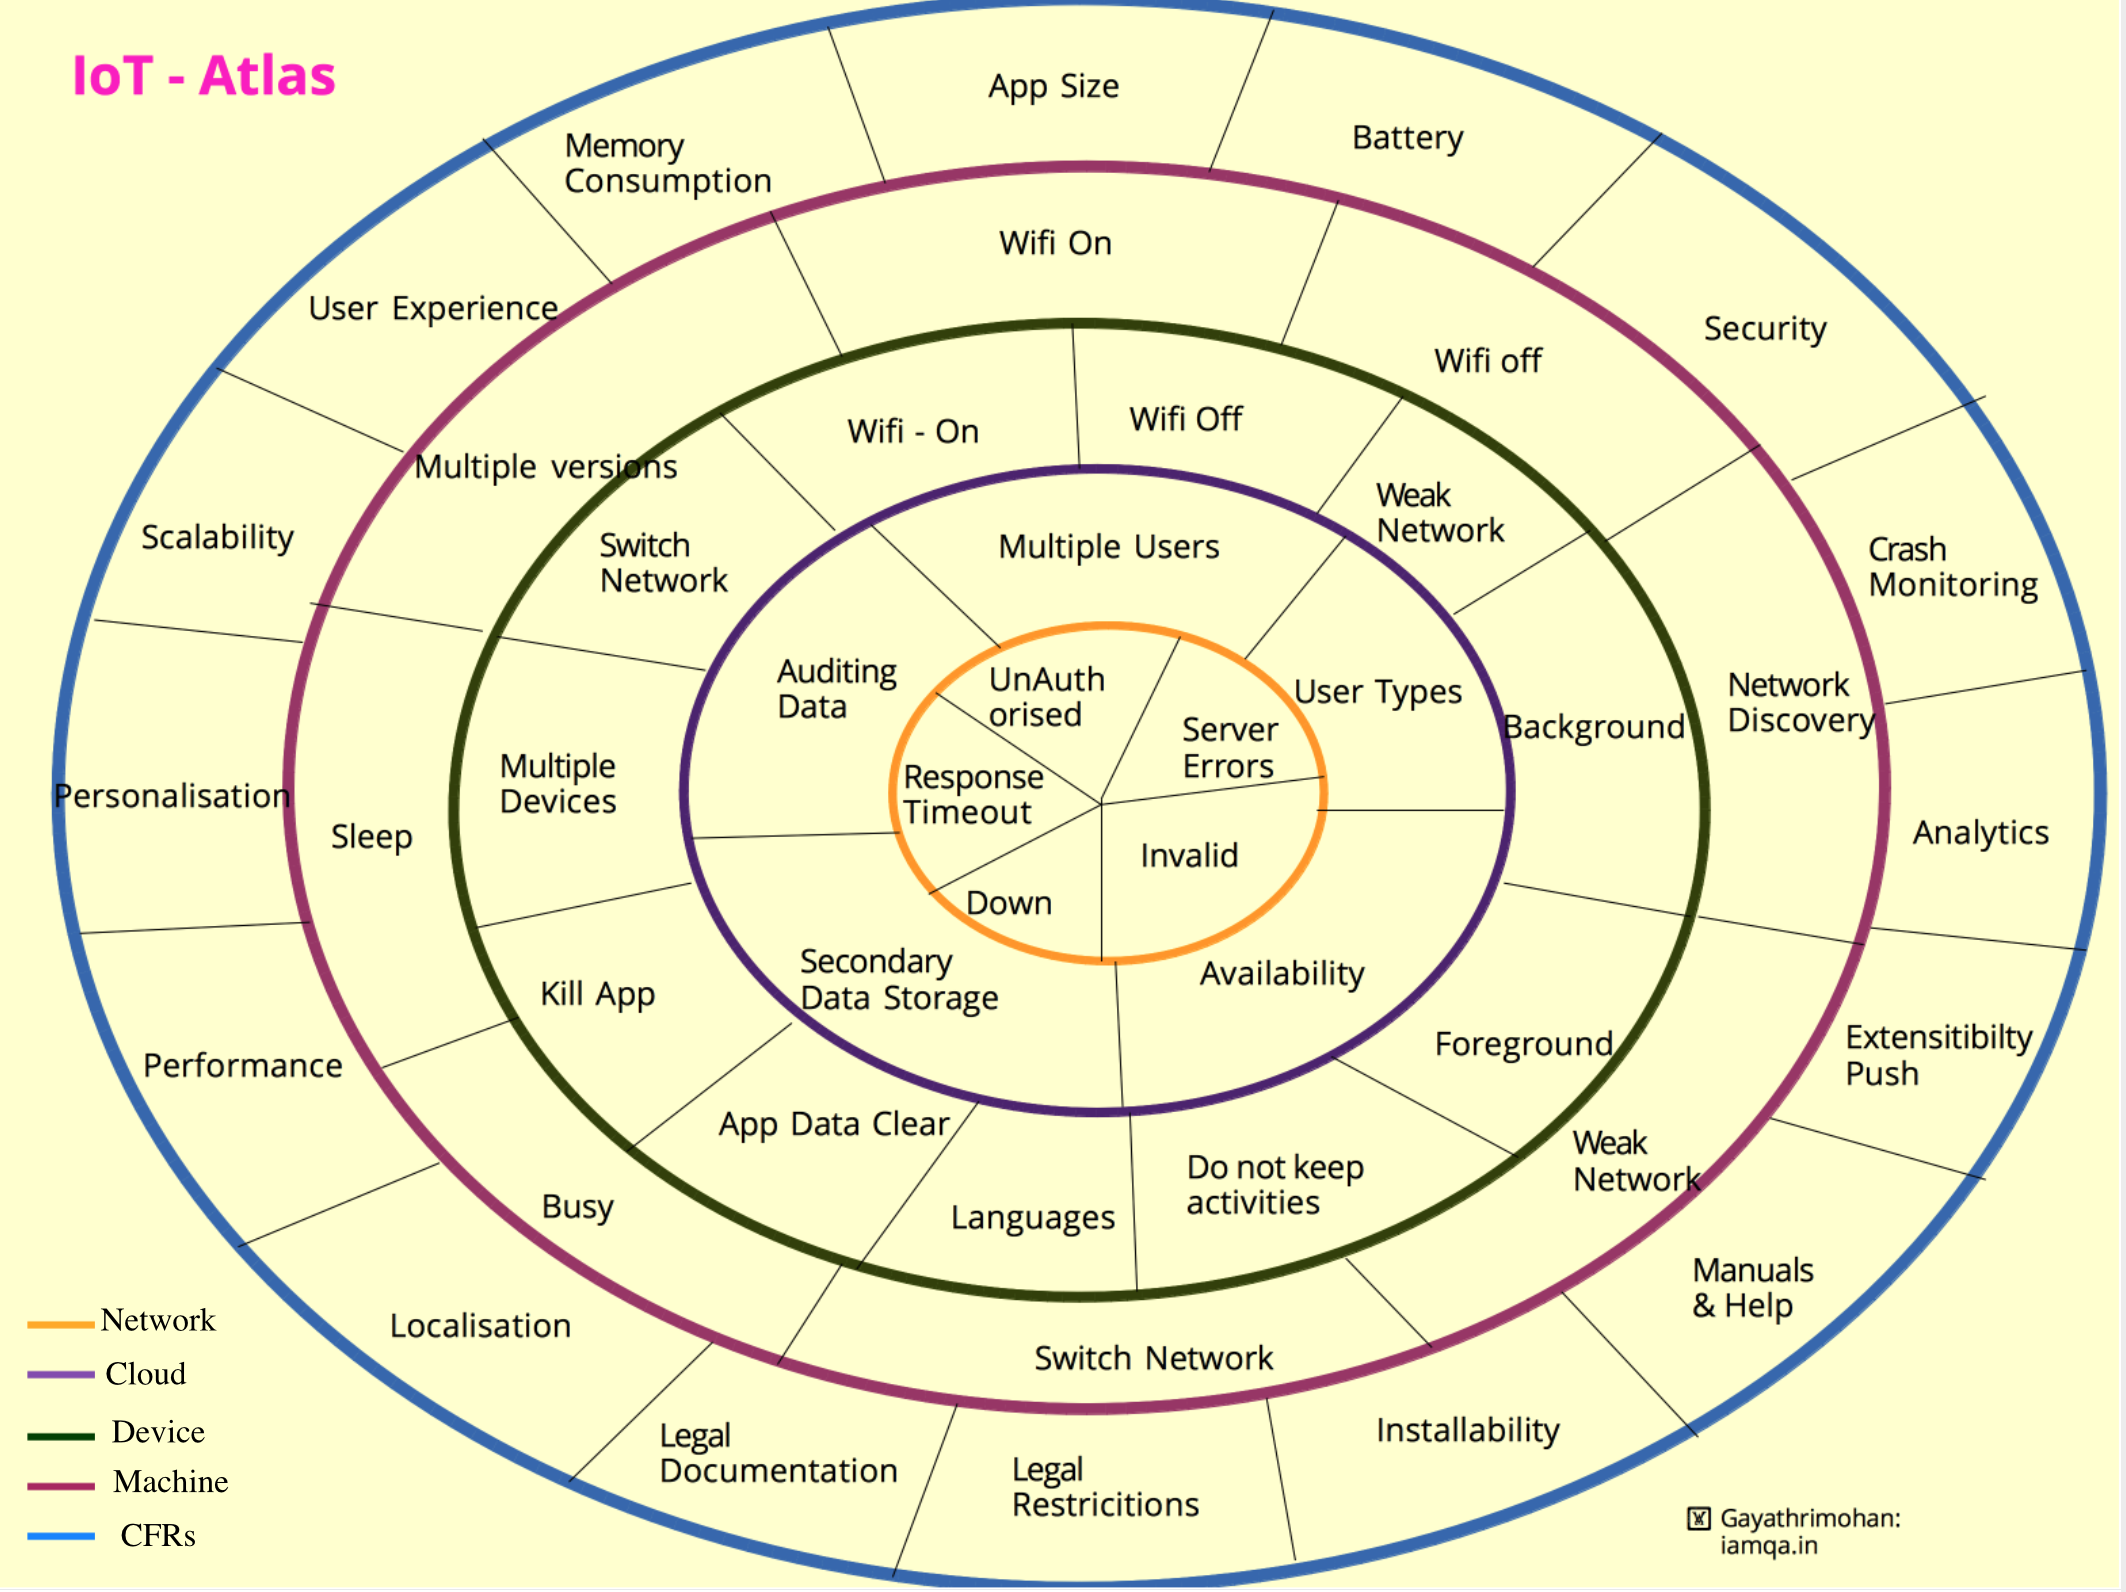 IoT - Atlas
App Size
Battery
Memory
Consumption
Wifi On
User Experience
Security
Wifi off
Wifi - On
Wifi Off
Multiple versions
Weak
Network
Scalability
Switch
Network
Multiple Users
Crash
Monitoring
Auditing
Data
UnAuth
orised
User Types
Network
Discovery
Server
Errors
Background
Multiple
Devices
Response
Timeout
Personalisation
Sleep
Analytics
Invalid
Down
Secondary
Data Storage
Availability
Kill App
Foreground
Extensitibilty
Push
Performance
App Data Clear
Weak
Network
Do not keep
activities
Busy
Languages
Manuals
& Help
Localisation
Switch Network
Legal
Documentation
Installability
Legal
Restricitions
Network
Cloud
Device
Machine
CFRs
Gayathrimohan:
iamqa.in